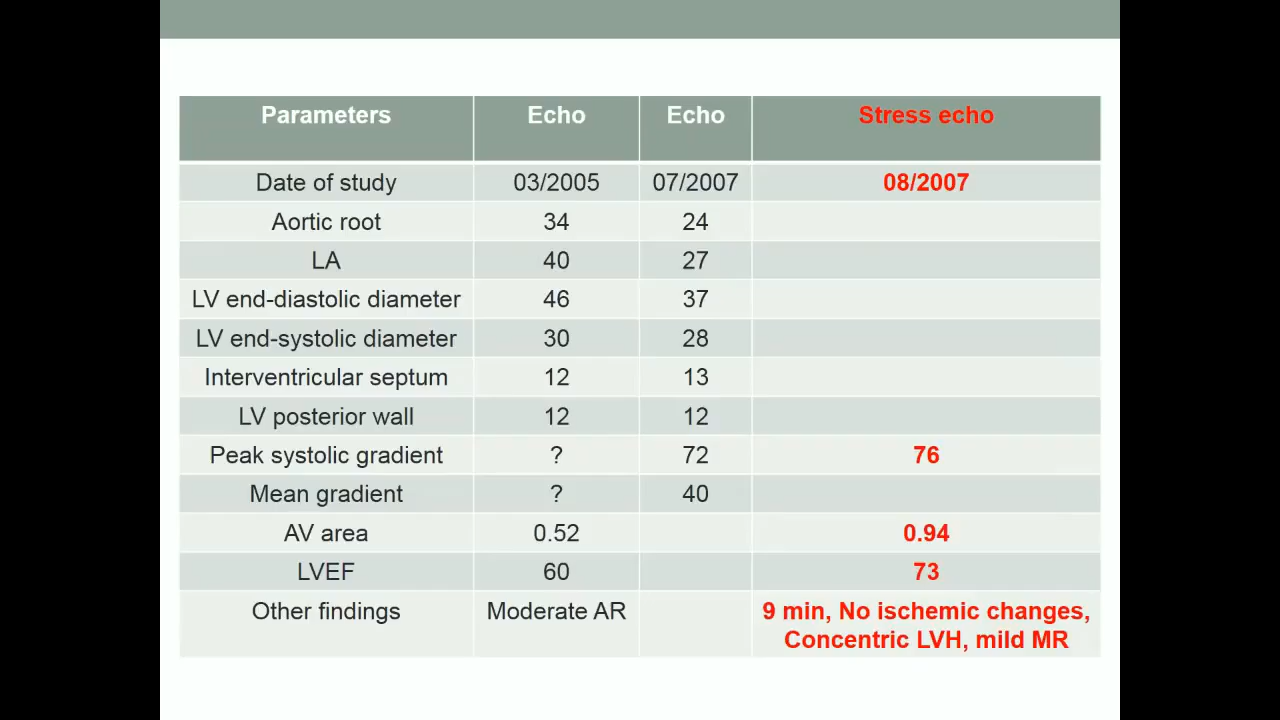 Parameters Echo Echo Stress echo
Date of study 03/2005 07/2007 08/2007
Aortic root 34 24
LA 40 27
LV end-diastolic diameter 46 37
LV end-systolic diameter 30 28
Interventricular septum 12 13
LV posterior wall 12 12
Peak systolic gradient ? 72 76
Mean gradient ? 40
AV area 0.52 0.94
LVEF 60 73
Other findings Moderate AR 9 min, No ischemic changes,
Concentric LVH, mild MR